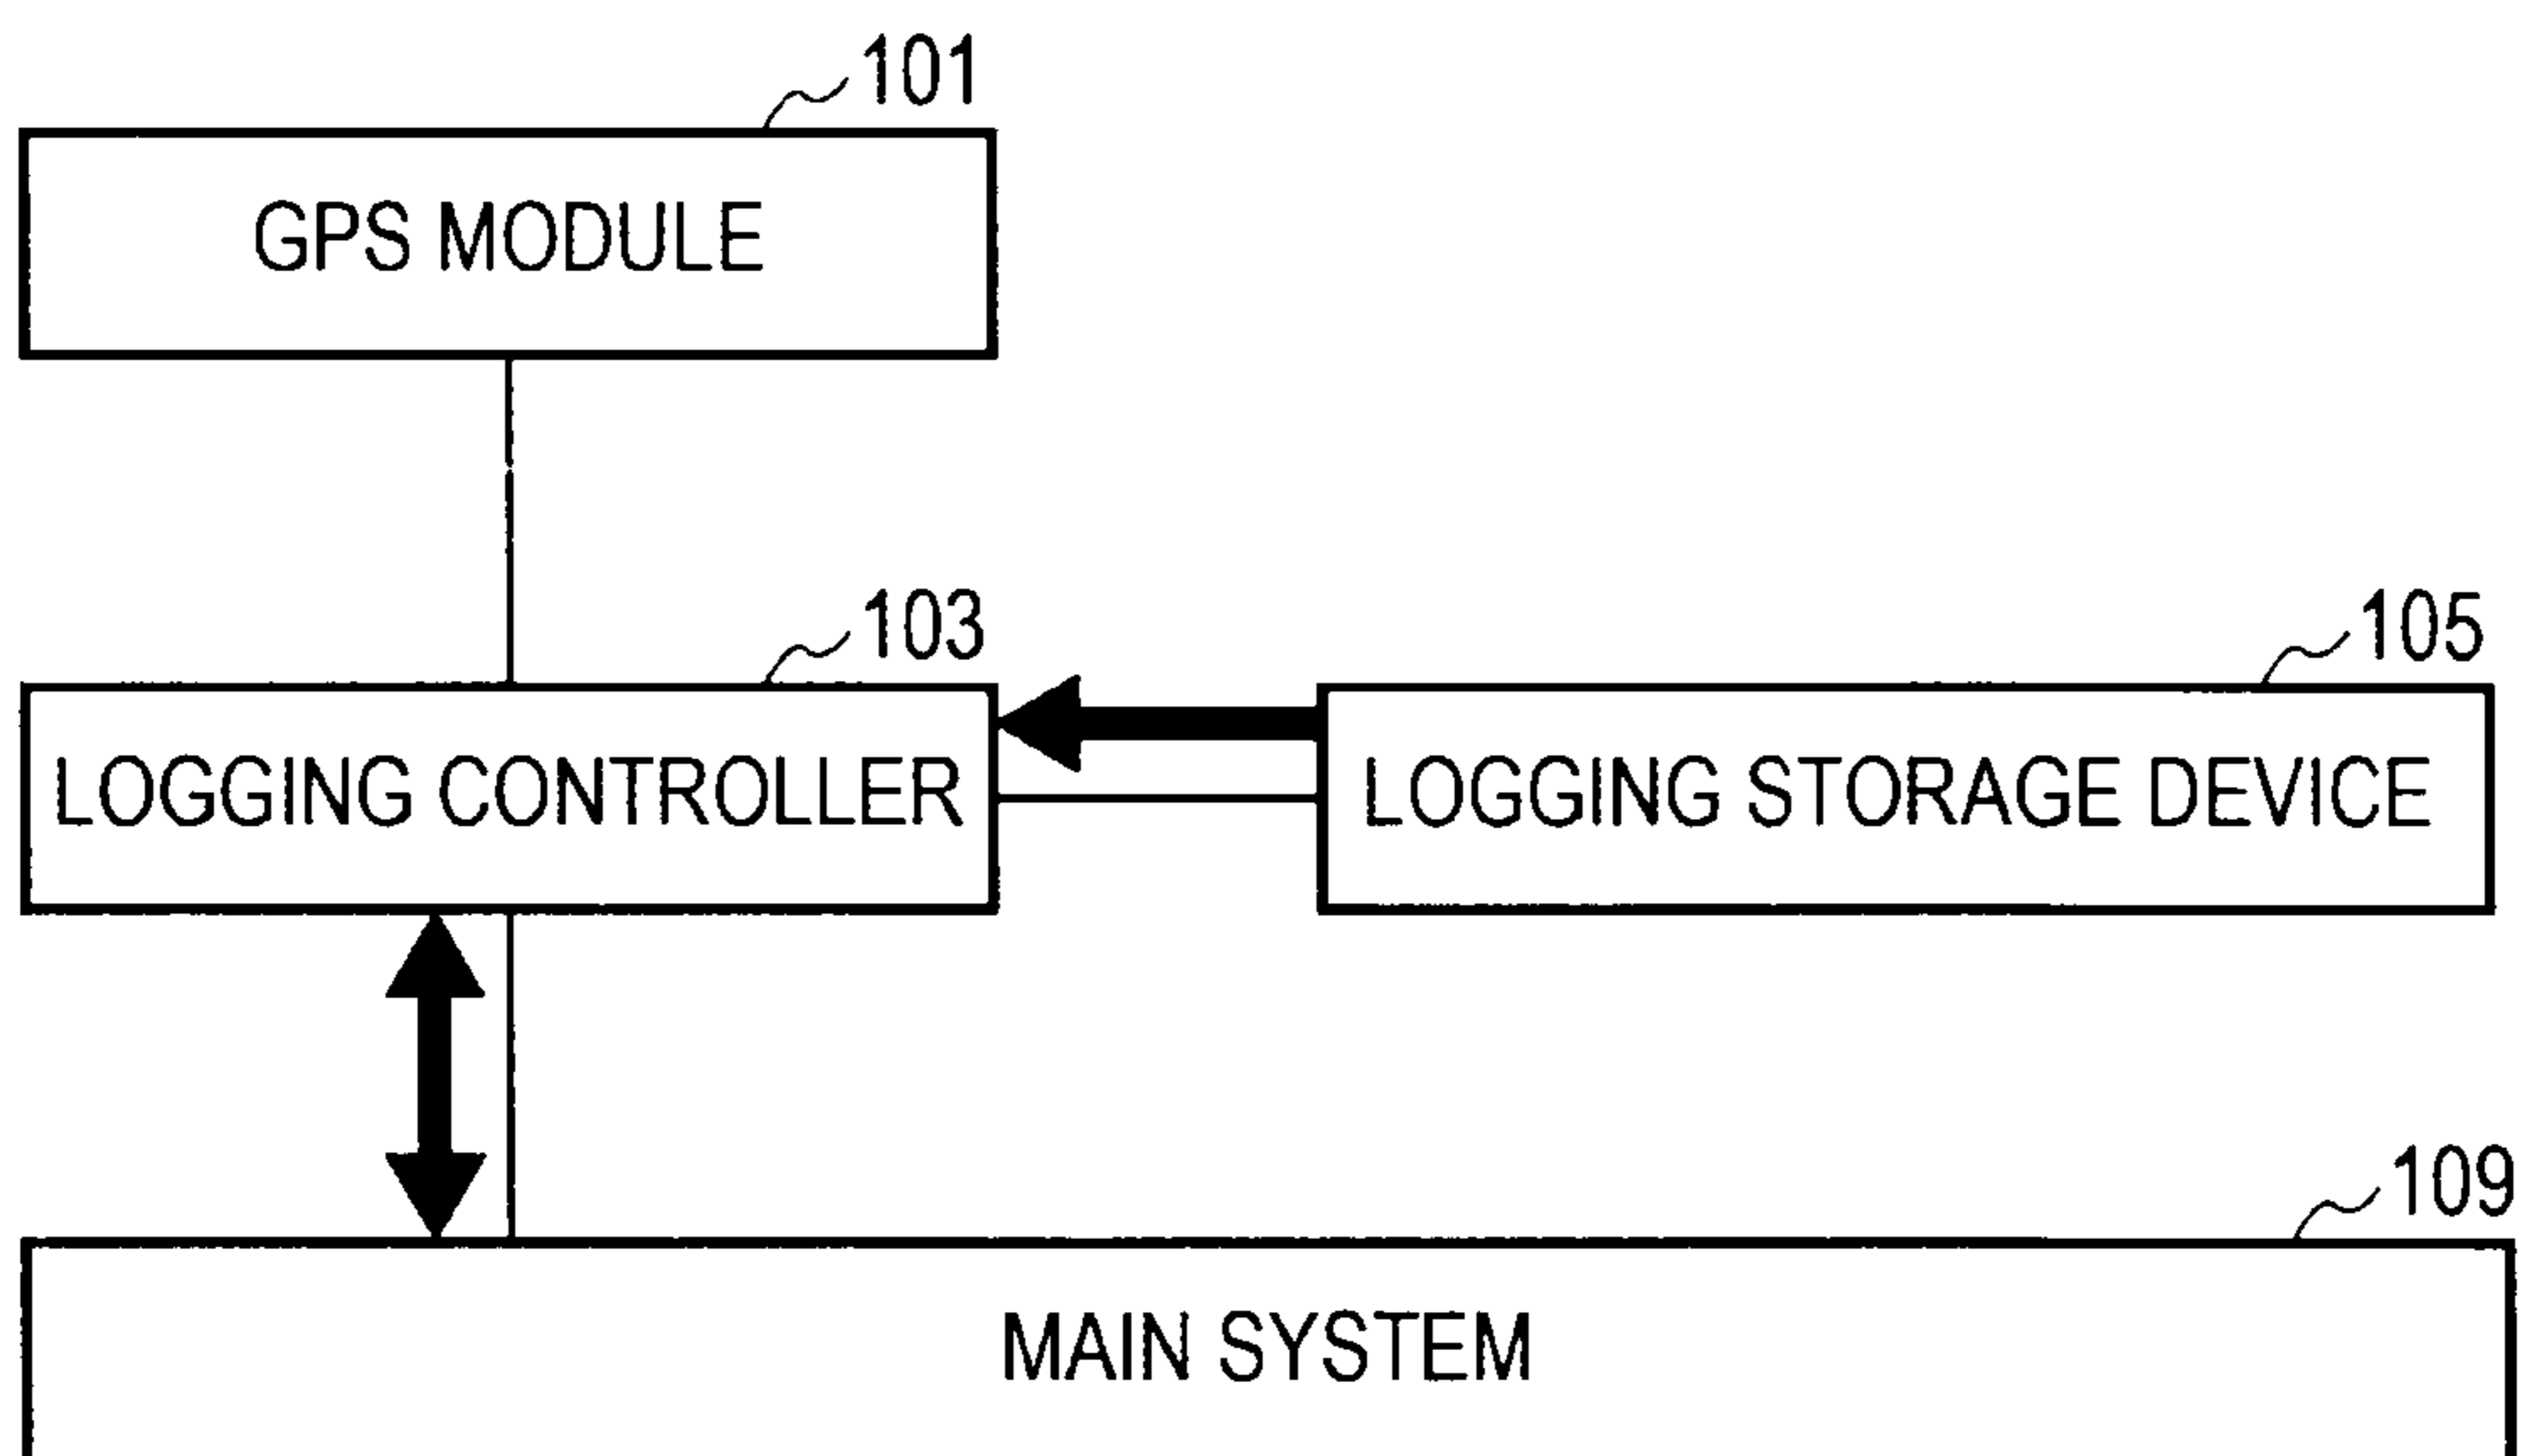 101
GPS MODULE
103
105
LOGGING CONTROLLER
LOGGING STORAGE DEVICE
109
MAIN SYSTEM